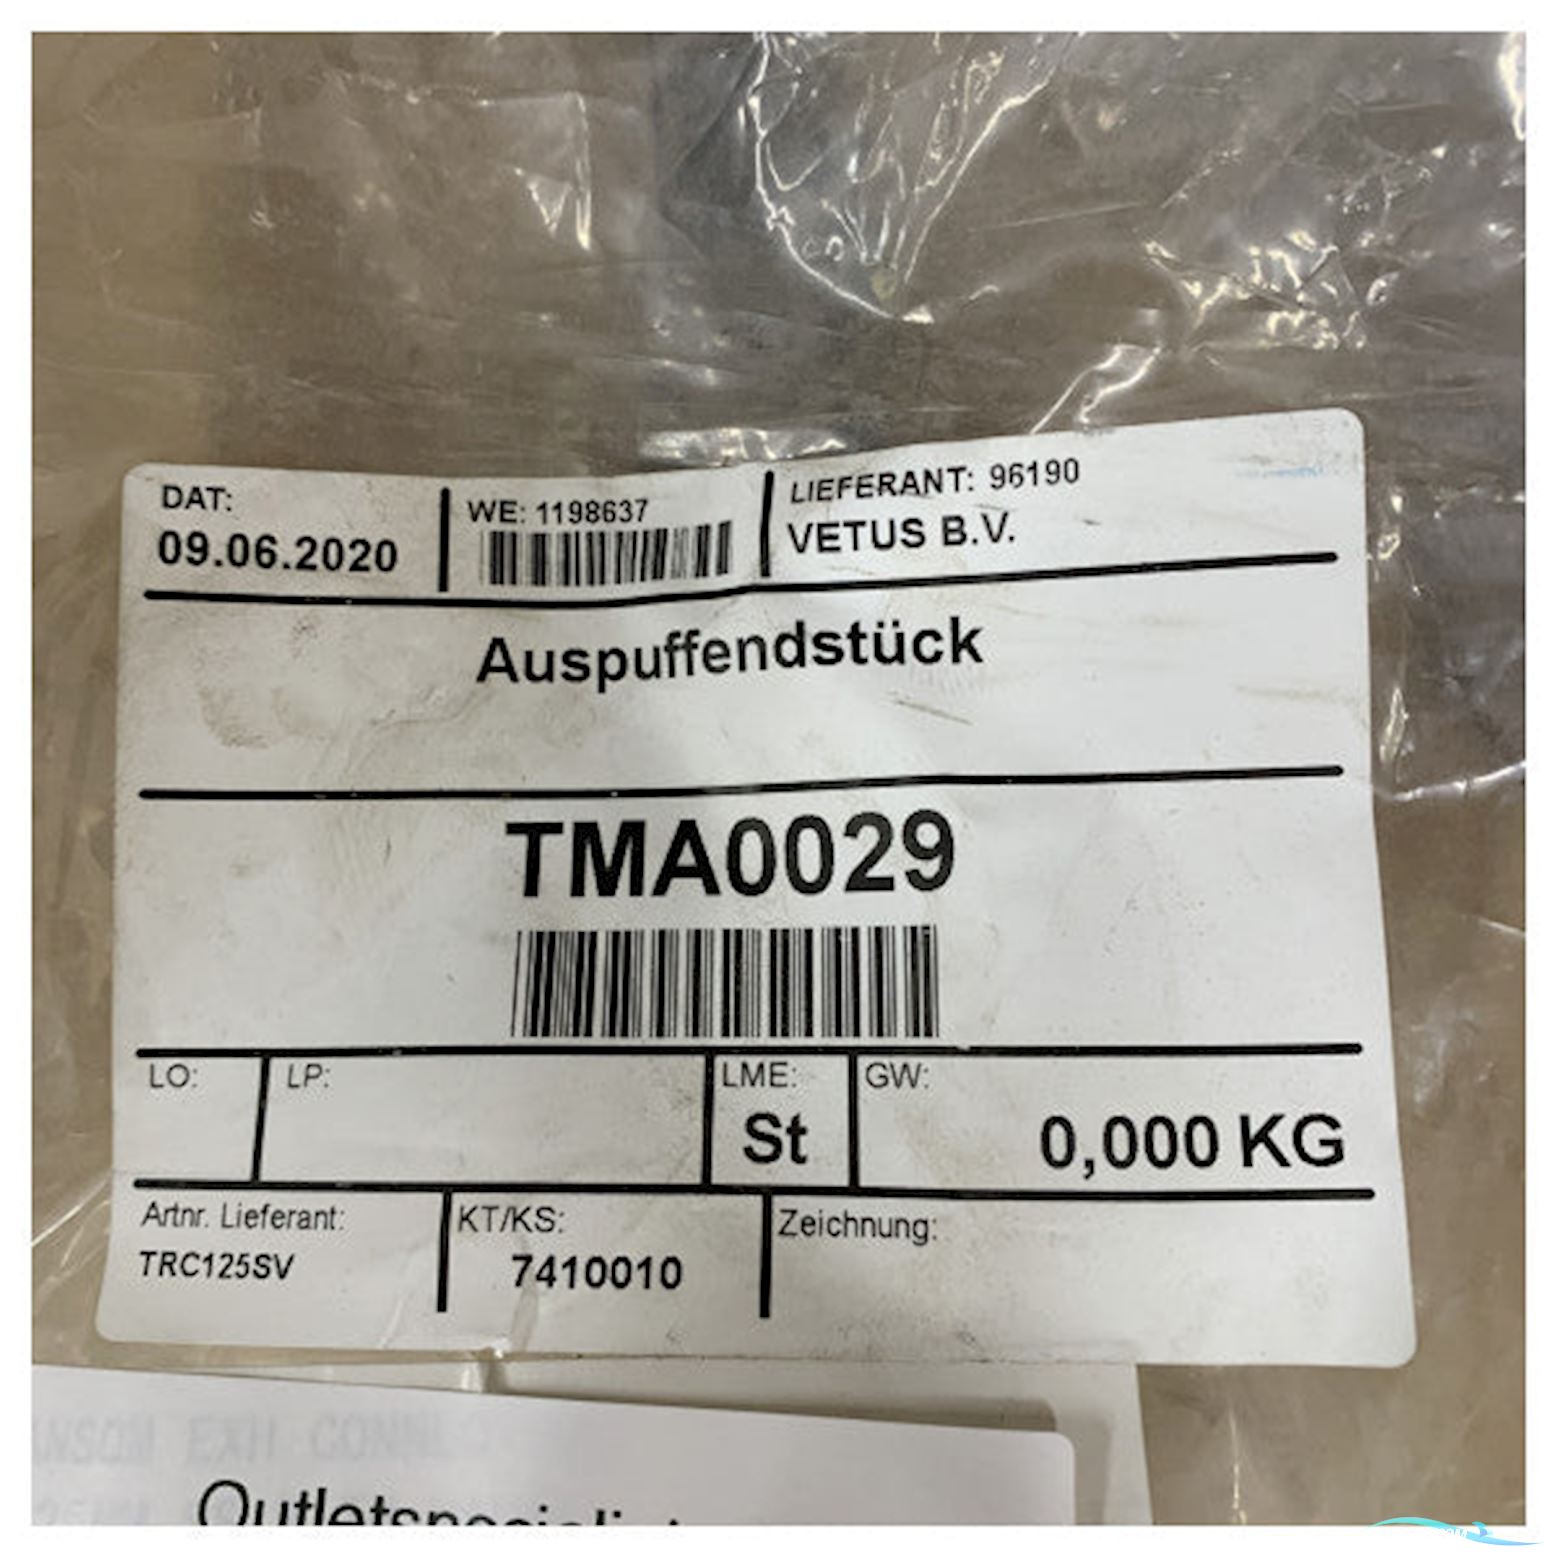 DAT:
09.06.2020
WE: 1198637
LIEFERANT: 96190
VETUS B.V.
Auspuffendstück
TMA0029
LO:
LP:
LME:
St
GW:
0,000 KG
Artnr. Lieferant:
TRC125SV
KT/KS:
7410010
Zeichnung:
EXIT